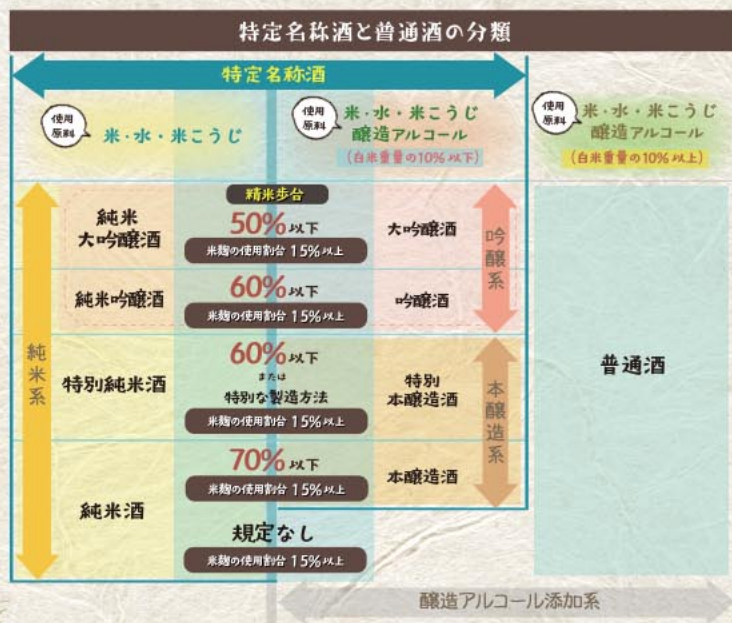 特定名称酒と普通酒の分類
特定名称酒
使用
原料
米・水・米こうじ
使用
原料
米・水・米こうじ
醸造アルコール
(白米重量の10%以下)
使用
原料
米・水・米こうじ
醸造アルコール
(白米重量の10%以上)
純米系
純米
大吟醸酒
精米歩合
50%以下
米麹の使用割合 15%以上
大吟醸酒
吟醸系
純米吟醸酒
60%以下
米麹の使用割合 15%以上
吟醸酒
特別純米酒
60%以下
または
特別な製造方法
米麹の使用割合 15%以上
特別
本醸造酒
本醸造系
純米酒
70%以下
米麹の使用割合 15%以上
本醸造酒
規定なし
米麹の使用割合 15%以上
普通酒
醸造アルコール添加系